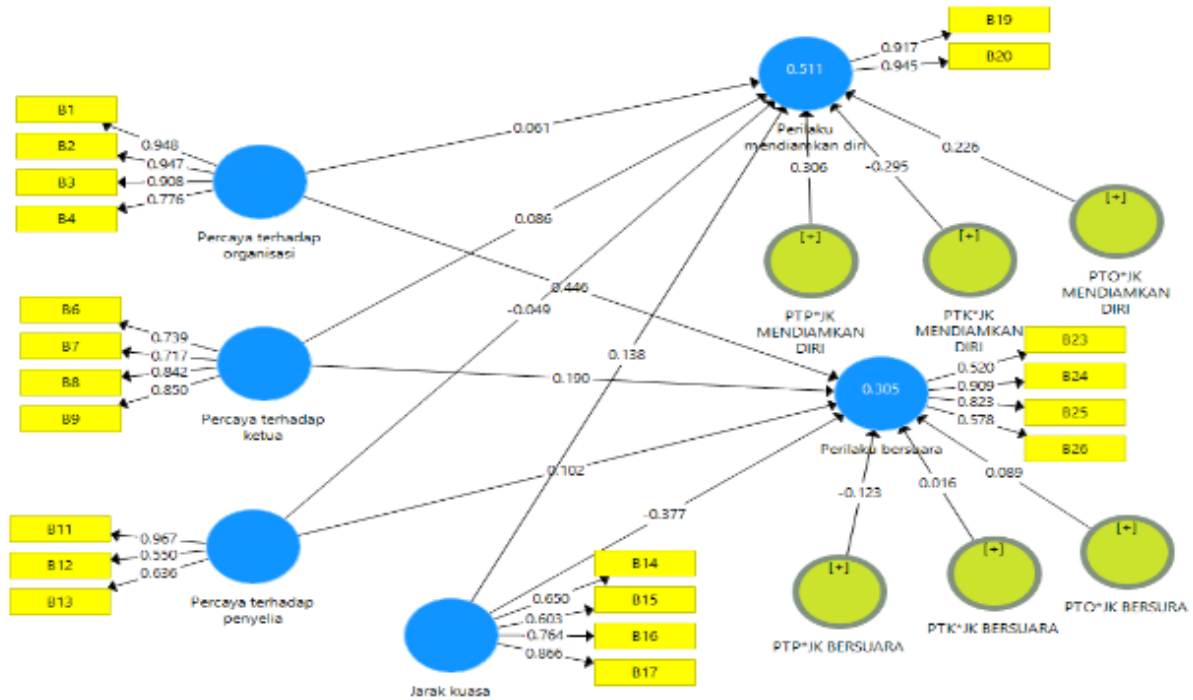 B19
0.917
0.945
B20
0.511
Perilaku
mendiamkan diri
B1
B2
B3
B4
0.948
0.947
0.908
0.776
Percaya terhadap
organisasi
0.061
0.306
-0.295
0.226
[+]
PTP*JK
MENDIAMKAN
DIRI
[+]
PTK*JK
MENDIAMKAN
DIRI
[+]
PTO*JK
MENDIAMKAN
DIRI
0.086
0.446
-0.049
0.138
B6
B7
B8
B9
0.739
0.717
0.842
0.850
Percaya terhadap
ketua
0.190
0.305
Perilaku bersuara
0.520
0.909
0.823
0.578
B23
B24
B25
B26
0.102
-0.377
-0.123
0.016
0.089
B11
B12
B13
0.967
0.550
0.636
Percaya terhadap
penyelia
[+]
PTP*JK BERSUARA
[+]
PTK*JK BERSUARA
[+]
PTO*JK BERSURA
B14
B15
B16
B17
0.650
0.603
0.764
0.866
Jarak kuasa